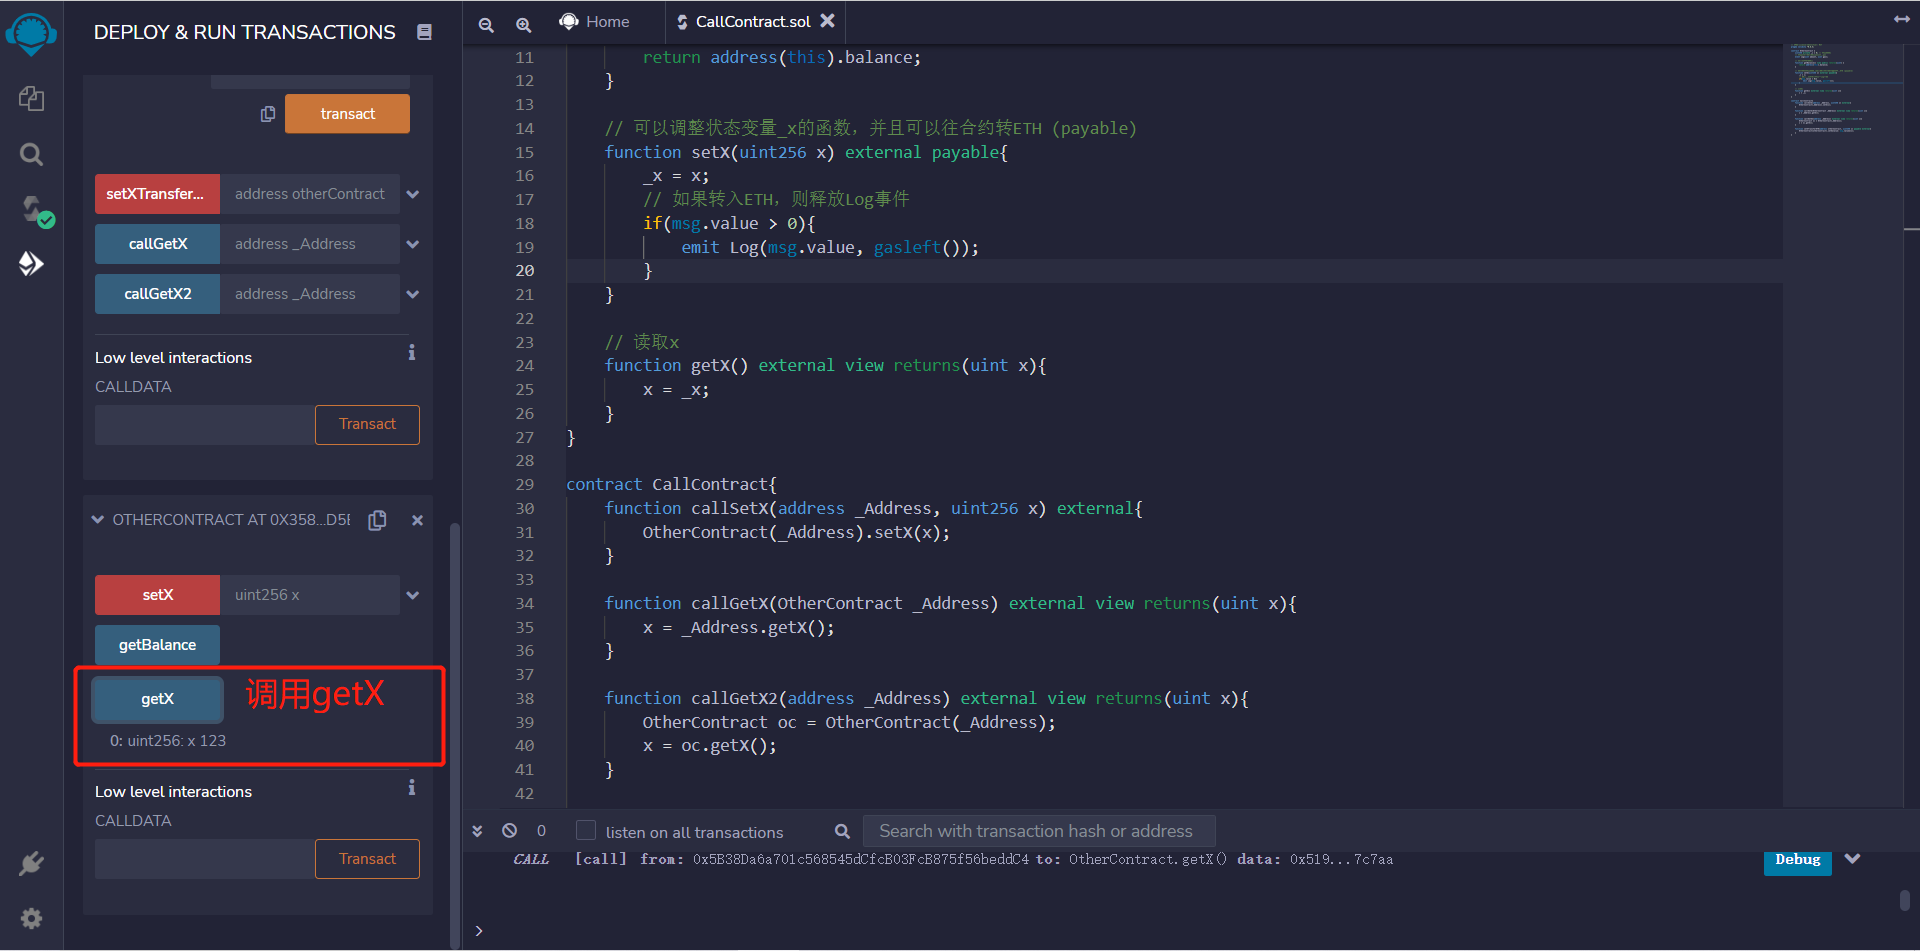 DEPLOY & RUN TRANSACTIONS
transact
setXTransfer... address otherContract
callGetX address _Address
callGetX2 address _Address
Low level interactions
CALLDATA
Transact
OTHERCONTRACT AT 0X358...D5
setX uint256 x
getBalance
getX 调用getX
0: uint256: x 123
Low level interactions
CALLDATA
Transact
Home CallContract.sol
11 return address(this).balance;
12 }
13
14 // 可以调整状态变量_x的函数，并且可以往合约转ETH (payable)
15 function setX(uint256 x) external payable{
16 _x = x;
17 // 如果转入ETH，则释放Log事件
18 if(msg.value > 0){
19 emit Log(msg.value, gasleft());
20 }
21 }
22
23 // 读取x
24 function getX() external view returns(uint x){
25 x = _x;
26 }
27 }
28
29 contract CallContract{
30 function callSetX(address _Address, uint256 x) external{
31 OtherContract(_Address).setX(x);
32 }
33
34 function callGetX(OtherContract _Address) external view returns(uint x){
35 x = _Address.getX();
36 }
37
38 function callGetX2(address _Address) external view returns(uint x){
39 OtherContract oc = OtherContract(_Address);
40 x = oc.getX();
41 }
42
0 listen on all transactions Search with transaction hash or address
CALL [call] from: 0x5B38Da6a701c568545dCfcB03FcB875f56beddC4 to: OtherContract.getX() data: 0x519...7c7aa Debug
>